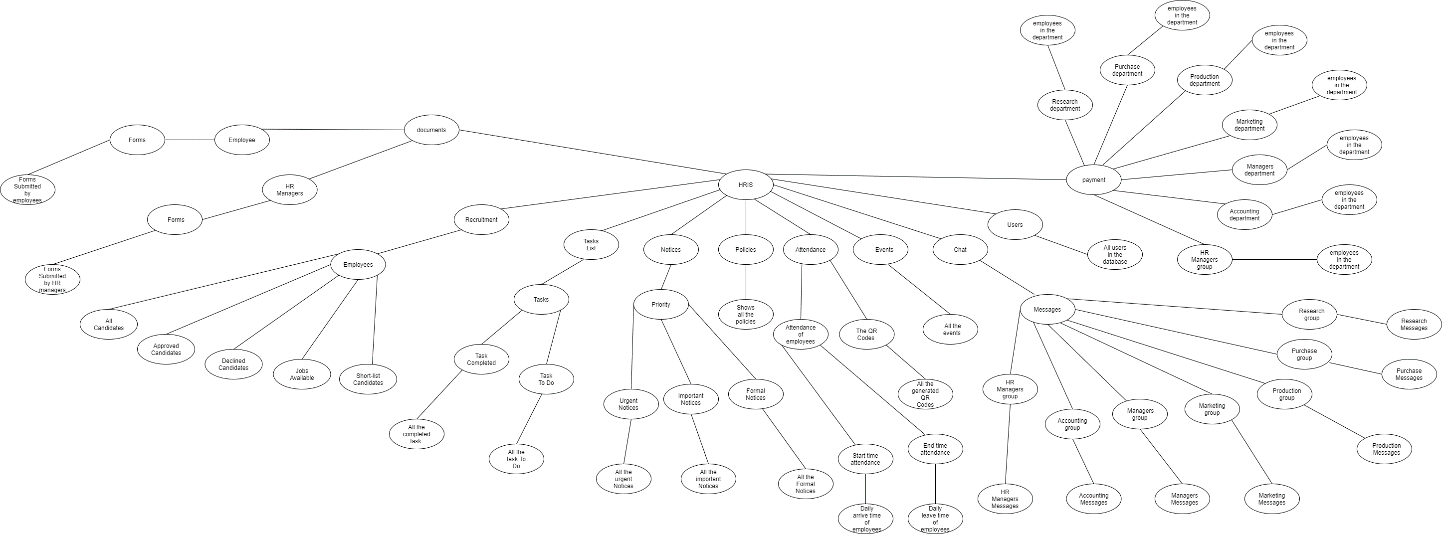 employees
in the
department
employees
in the
department
employees
in the
department
Purchase
department
Production
department
employees
in the
department
Research
department
Marketing
department
employees
in the
department
Managers
department
payment
employees
in the
department
Accounting
department
HR
Managers
group
employees
in the
department
documents
Employee
Forms
Forms
Submitted
by
employees
HR
Managers
Forms
Forms
Submitted
by HR
managers
HRIS
Recruitment
Employees
All
Candidates
Approved
Candidates
Declined
Candidates
Jobs
Available
Short-list
Candidates
Tasks
List
Tasks
Task
Completed
Task
To Do
All the
completed
Task
All the
Task To
Do
Notices
Priority
Urgent
Notices
Important
Notices
Formal
Notices
All the
urgent
Notices
All the
important
Notices
All the
Formal
Notices
Policies
Shows
all the
policies
Attendance
Attendance
of
employees
The QR
Codes
All the
generated
QR
Codes
Start time
attendance
End time
attendance
Daily
arrive time
of
employees
Daily
leave time
of
employees
Events
All the
events
Chat
Messages
Users
All users
in the
database
Research
group
Research
Messages
Purchase
group
Purchase
Messages
Production
group
Production
Messages
Marketing
group
Marketing
Messages
Managers
group
Managers
Messages
Accounting
group
Accounting
Messages
HR
Managers
group
HR
Managers
Messages